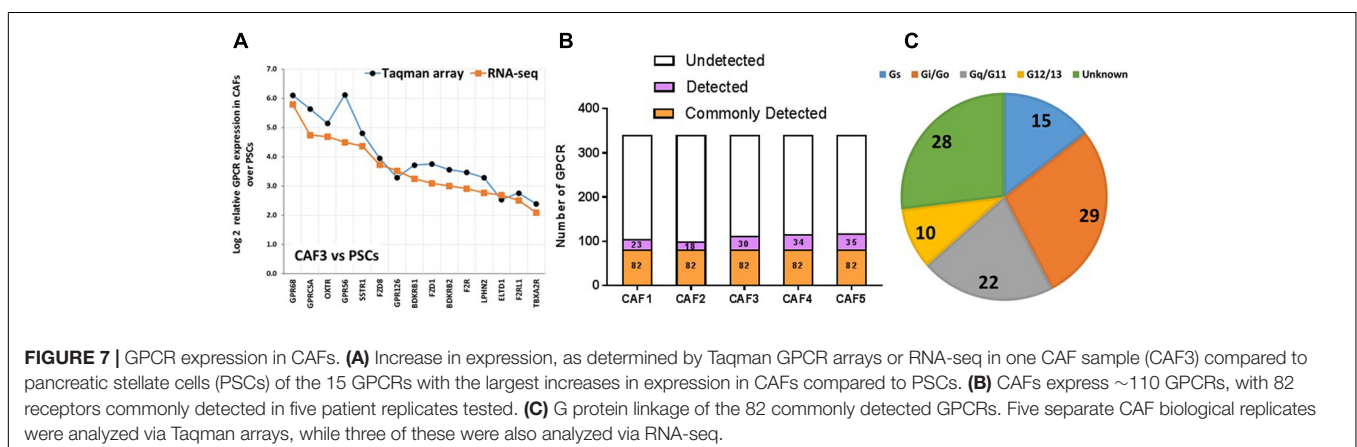 A
Taqman array
RNA-seq
Log 2 relative GPCR expression in CAFs
over PSCs
7.0
6.0
5.0
4.0
3.0
2.0
1.0
0.0
CAF3 vs PSCs
GPR68
GPRC5A
OXTR
GPR56
SSTR1
FZD8
GPR126
BDKRB1
FZD1
BDKRB2
F2R
LPHN2
ELTD1
F2RL1
TBXA2R
B
Undetected
Detected
Commonly Detected
Number of GPCR
400
300
200
100
0
23
18
30
34
35
82
82
82
82
82
CAF1
CAF2
CAF3
CAF4
CAF5
C
Gs
Gi/Go
Gq/G11
G12/13
Unknown
15
29
22
10
28
FIGURE 7 | GPCR expression in CAFs. (A) Increase in expression, as determined by Taqman GPCR arrays or RNA-seq in one CAF sample (CAF3) compared to
pancreatic stellate cells (PSCs) of the 15 GPCRs with the largest increases in expression in CAFs compared to PSCs. (B) CAFs express ~110 GPCRs, with 82
receptors commonly detected in five patient replicates tested. (C) G protein linkage of the 82 commonly detected GPCRs. Five separate CAF biological replicates
were analyzed via Taqman arrays, while three of these were also analyzed via RNA-seq.